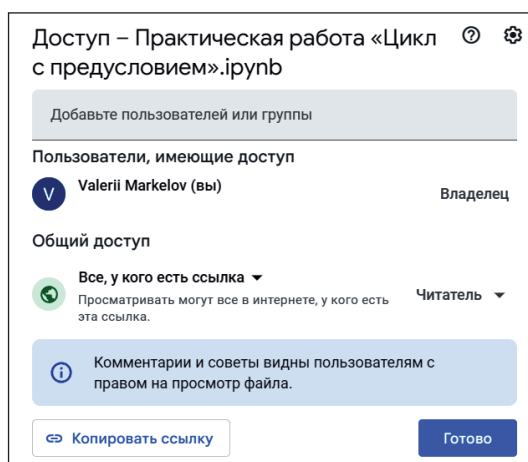 Доступ – Практическая работа «Цикл
с предусловием».ipynb
Добавьте пользователей или группы
Пользователи, имеющие доступ
V
Valerii Markelov (вы)
Владелец
Общий доступ
Все, у кого есть ссылка
Просматривать могут все в интернете, у кого есть
эта ссылка.
Читатель
Комментарии и советы видны пользователям с
правом на просмотр файла.
Копировать ссылку
Готово